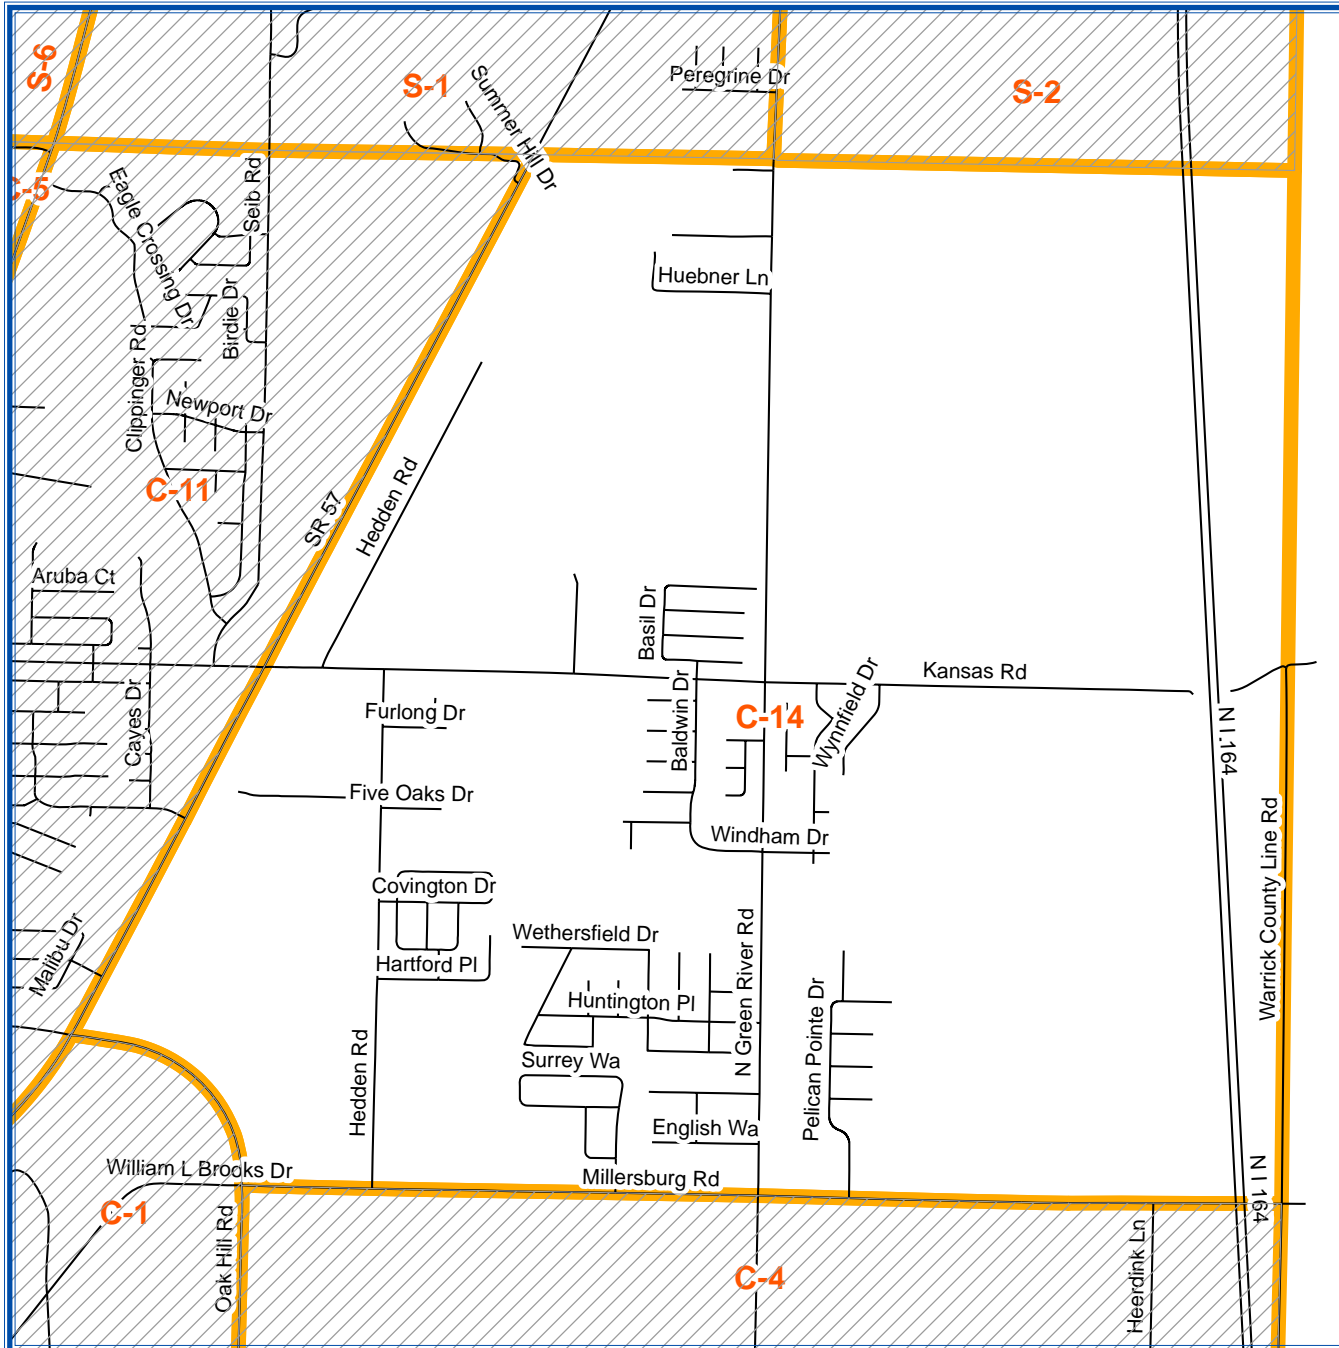 S-6
S-1
Summer Hill Dr
Peregrine Dr
S-2
C-5
Eagle Crossing Dr
Seib Rd
Huebner Ln
Birdie Dr
Clippinger Rd
Newport Dr
C-11
SR 57
Hedden Rd
Aruba Ct
Basil Dr
Kansas Rd
Cayes Dr
Furlong Dr
Baldwin Dr
C-14
Wynnfield Dr
N I 164
Five Oaks Dr
Windham Dr
Warrick County Line Rd
Covington Dr
Malibu Dr
Wethersfield Dr
Hartford Pl
Huntington Pl
N Green River Rd
Pelican Pointe Dr
Hedden Rd
Surrey Wa
English Wa
William L Brooks Dr
Millersburg Rd
N I 164
C-1
Oak Hill Rd
C-4
Heerdink Ln